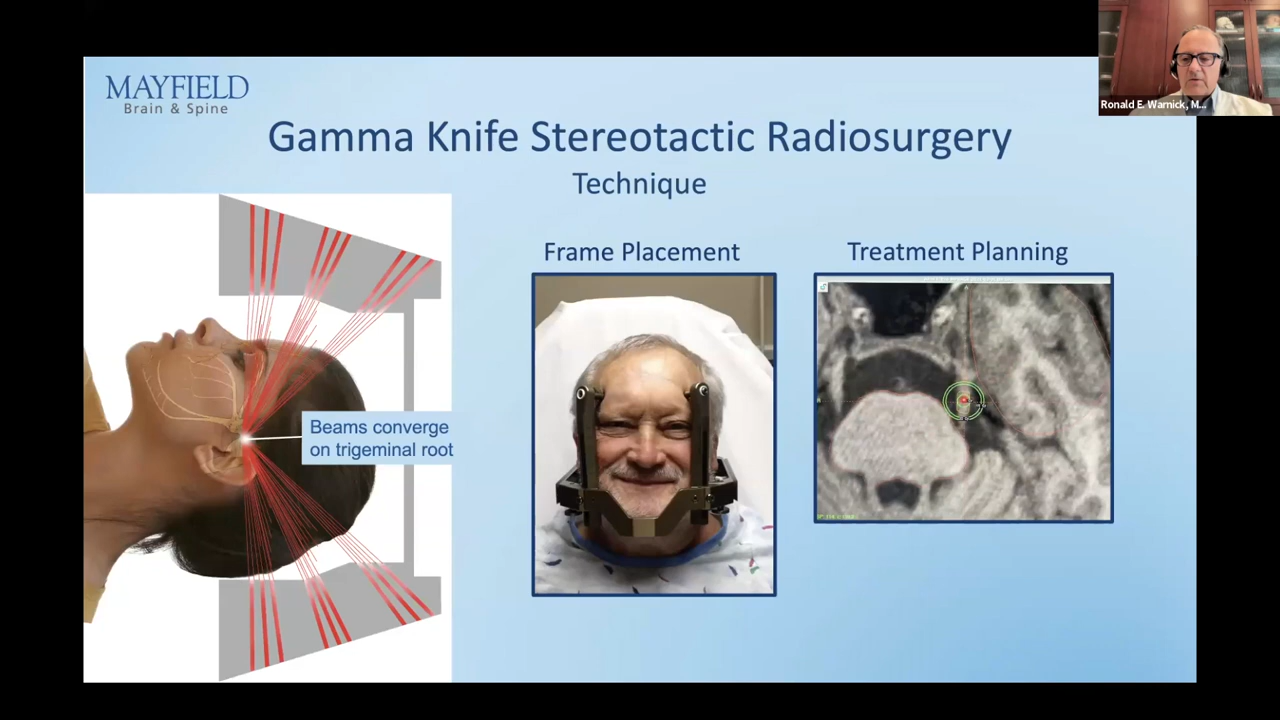 MAYFIELD
Brain & Spine
Ronald E. Warnick, M...
Gamma Knife Stereotactic Radiosurgery
Technique
Frame Placement
Treatment Planning
Beams converge
on trigeminal root